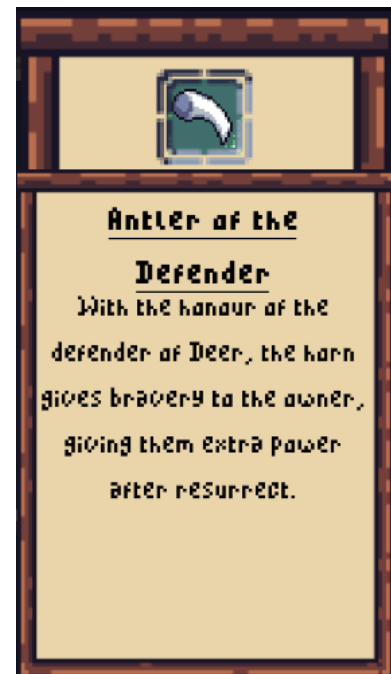 Antler of the
Defender
With the honour of the
defender of Deer, the horn
gives bravery to the owner,
giving them extra power
after resurrect.